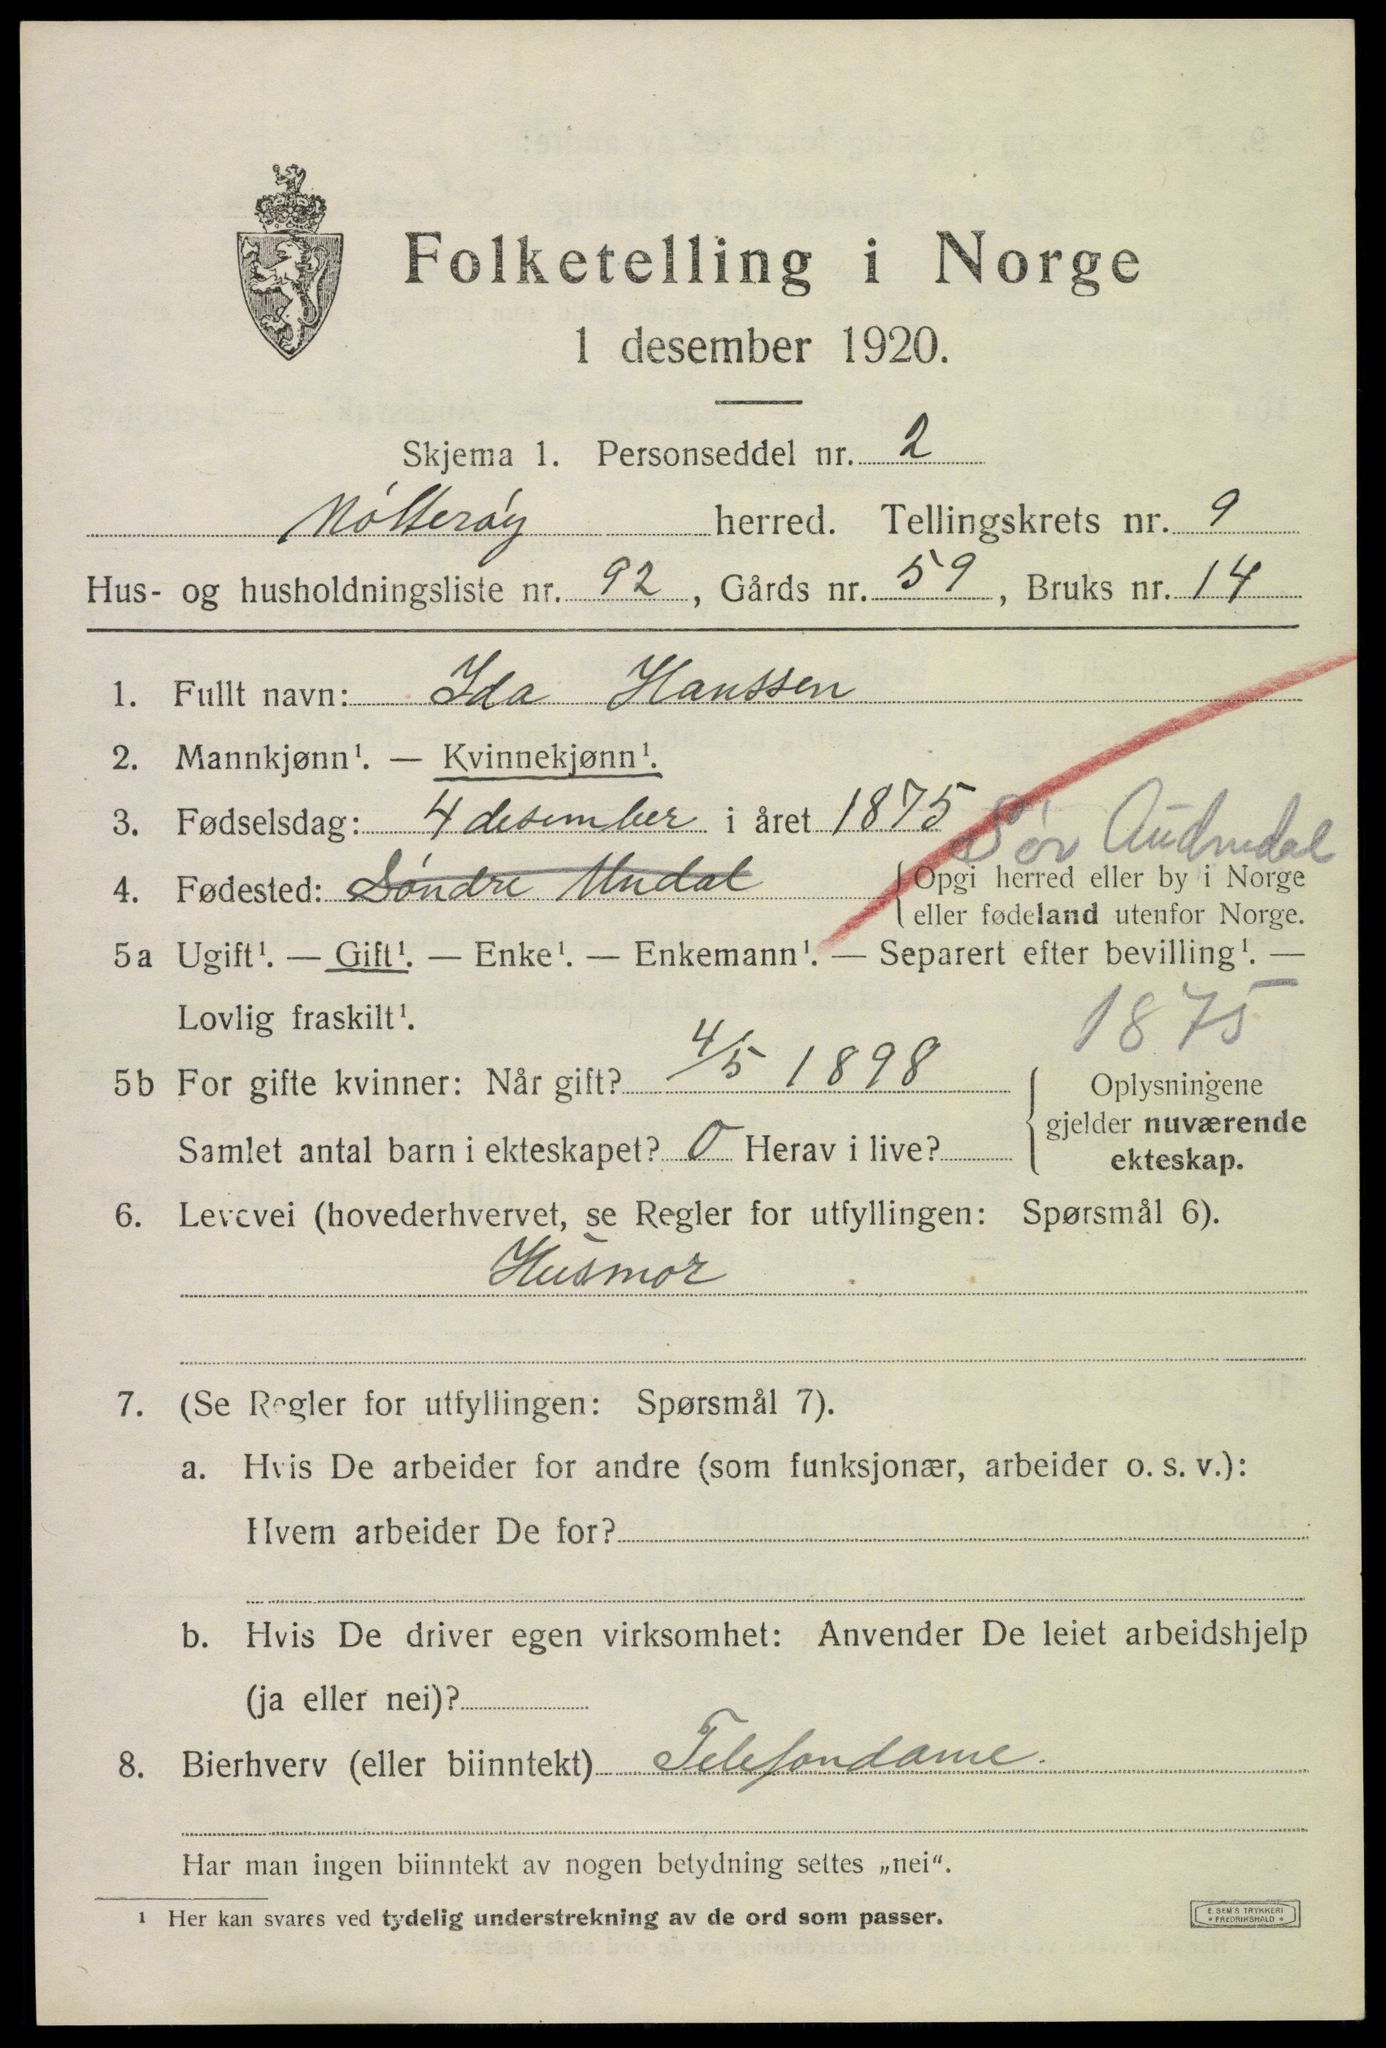 Folketelling i Norge
1 desember 1920.
Skjema 1. Personseddel nr. 2
Nótterøy herred. Tellingskrets nr. 9
Hus- og husholdningsliste nr. 92, Gårds nr. 59, Bruks nr. 14
1. Fullt navn: Ida Hanssen
2. Mannkjønn¹. — Kvinnekjønn¹.
3. Fødselsdag: 4 desember i året 1875
Sør Audnedal
4. Fødested: Søndre Undal { Opgi herred eller by i Norge
eller fødeland utenfor Norge.
5a Ugift¹. — Gift¹. — Enke¹. — Enkemann¹. — Separert efter bevilling¹. —
Lovlig fraskilt¹.
1875
5b For gifte kvinner: Når gift? 4/5 1898
Samlet antal barn i ekteskapet? 0 Herav i live?
{ Oplysningene
gjelder nuværende
ekteskap.
6. Levevei (hovederhvervet, se Regler for utfyllingen: Spørsmål 6).
Husmor
7. (Se Regler for utfyllingen: Spørsmål 7).
a. Hvis De arbeider for andre (som funksjonær, arbeider o. s. v.):
Hvem arbeider De for?
b. Hvis De driver egen virksomhet: Anvender De leiet arbeidshjelp
(ja eller nei)?
8. Bierhverv (eller biinntekt) Telefondame.
Har man ingen biinntekt av nogen betydning settes „nei“.
¹ Her kan svares ved tydelig understrekning av de ord som passer.
E. SEM'S TRYKKERI
• FREDRIKSHALD •